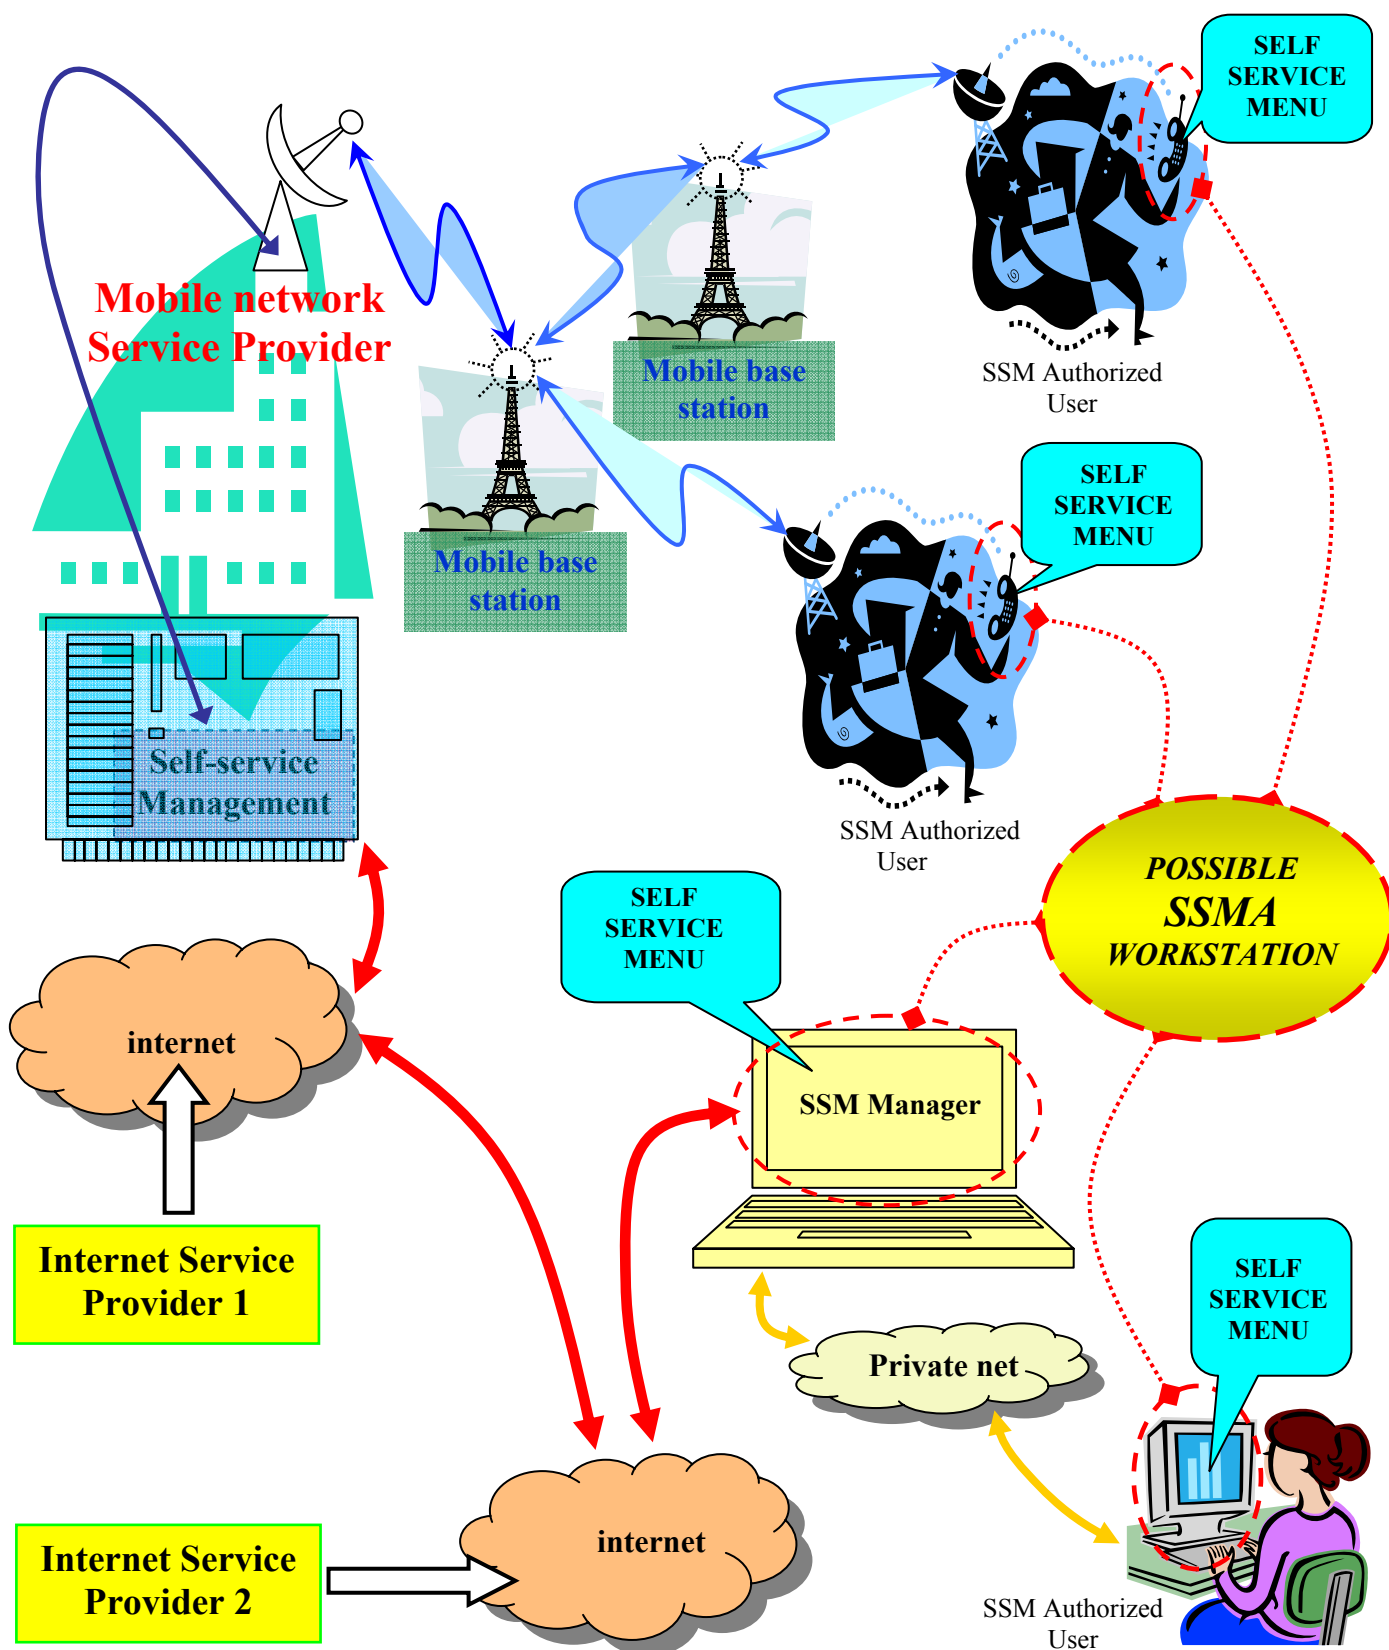 SELF
SERVICE
MENU
Mobile network
Service Provider
Mobile base
station
SSM Authorized
User
Mobile base
station
SELF
SERVICE
MENU
Self-service
Management
SSM Authorized
User
POSSIBLE
SSMA
WORKSTATION
SELF
SERVICE
MENU
internet
SSM Manager
Internet Service
Provider 1
SELF
SERVICE
MENU
Private net
internet
Internet Service
Provider 2
SSM Authorized
User